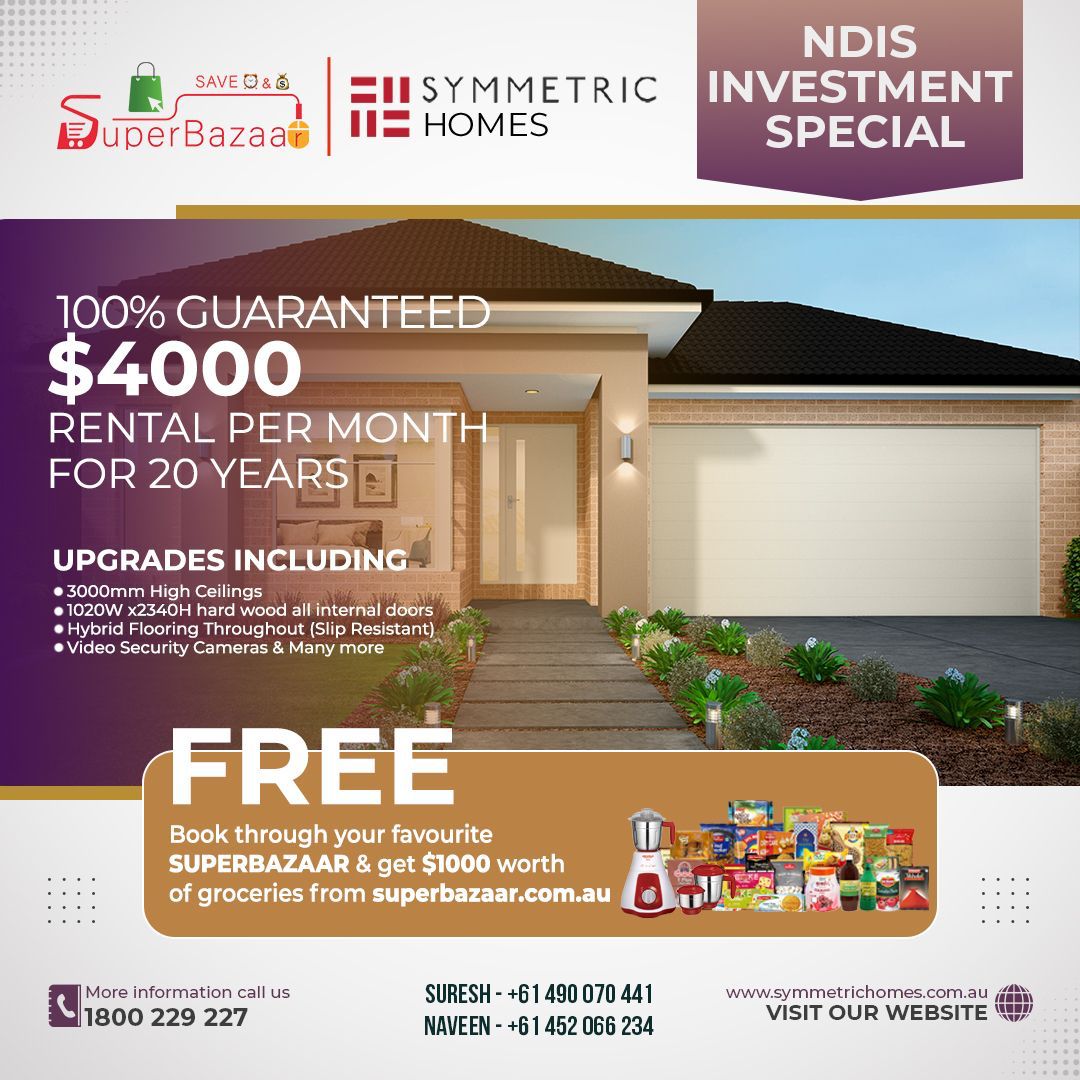 SAVE &
SuperBazaar
SYMMETRIC
HOMES
NDIS
INVESTMENT
SPECIAL
100% GUARANTEED
$4000
RENTAL PER MONTH
FOR 20 YEARS
UPGRADES INCLUDING
• 3000mm High Ceilings
• 1020W x2340H hard wood all internal doors
• Hybrid Flooring Throughout (Slip Resistant)
• Video Security Cameras & Many more
FREE
Book through your favourite
SUPERBAZAAR & get $1000 worth
of groceries from superbazaar.com.au
More information call us
1800 229 227
SURESH - +61 490 070 441
NAVEEN - +61 452 066 234
www.symmetrichomes.com.au
VISIT OUR WEBSITE